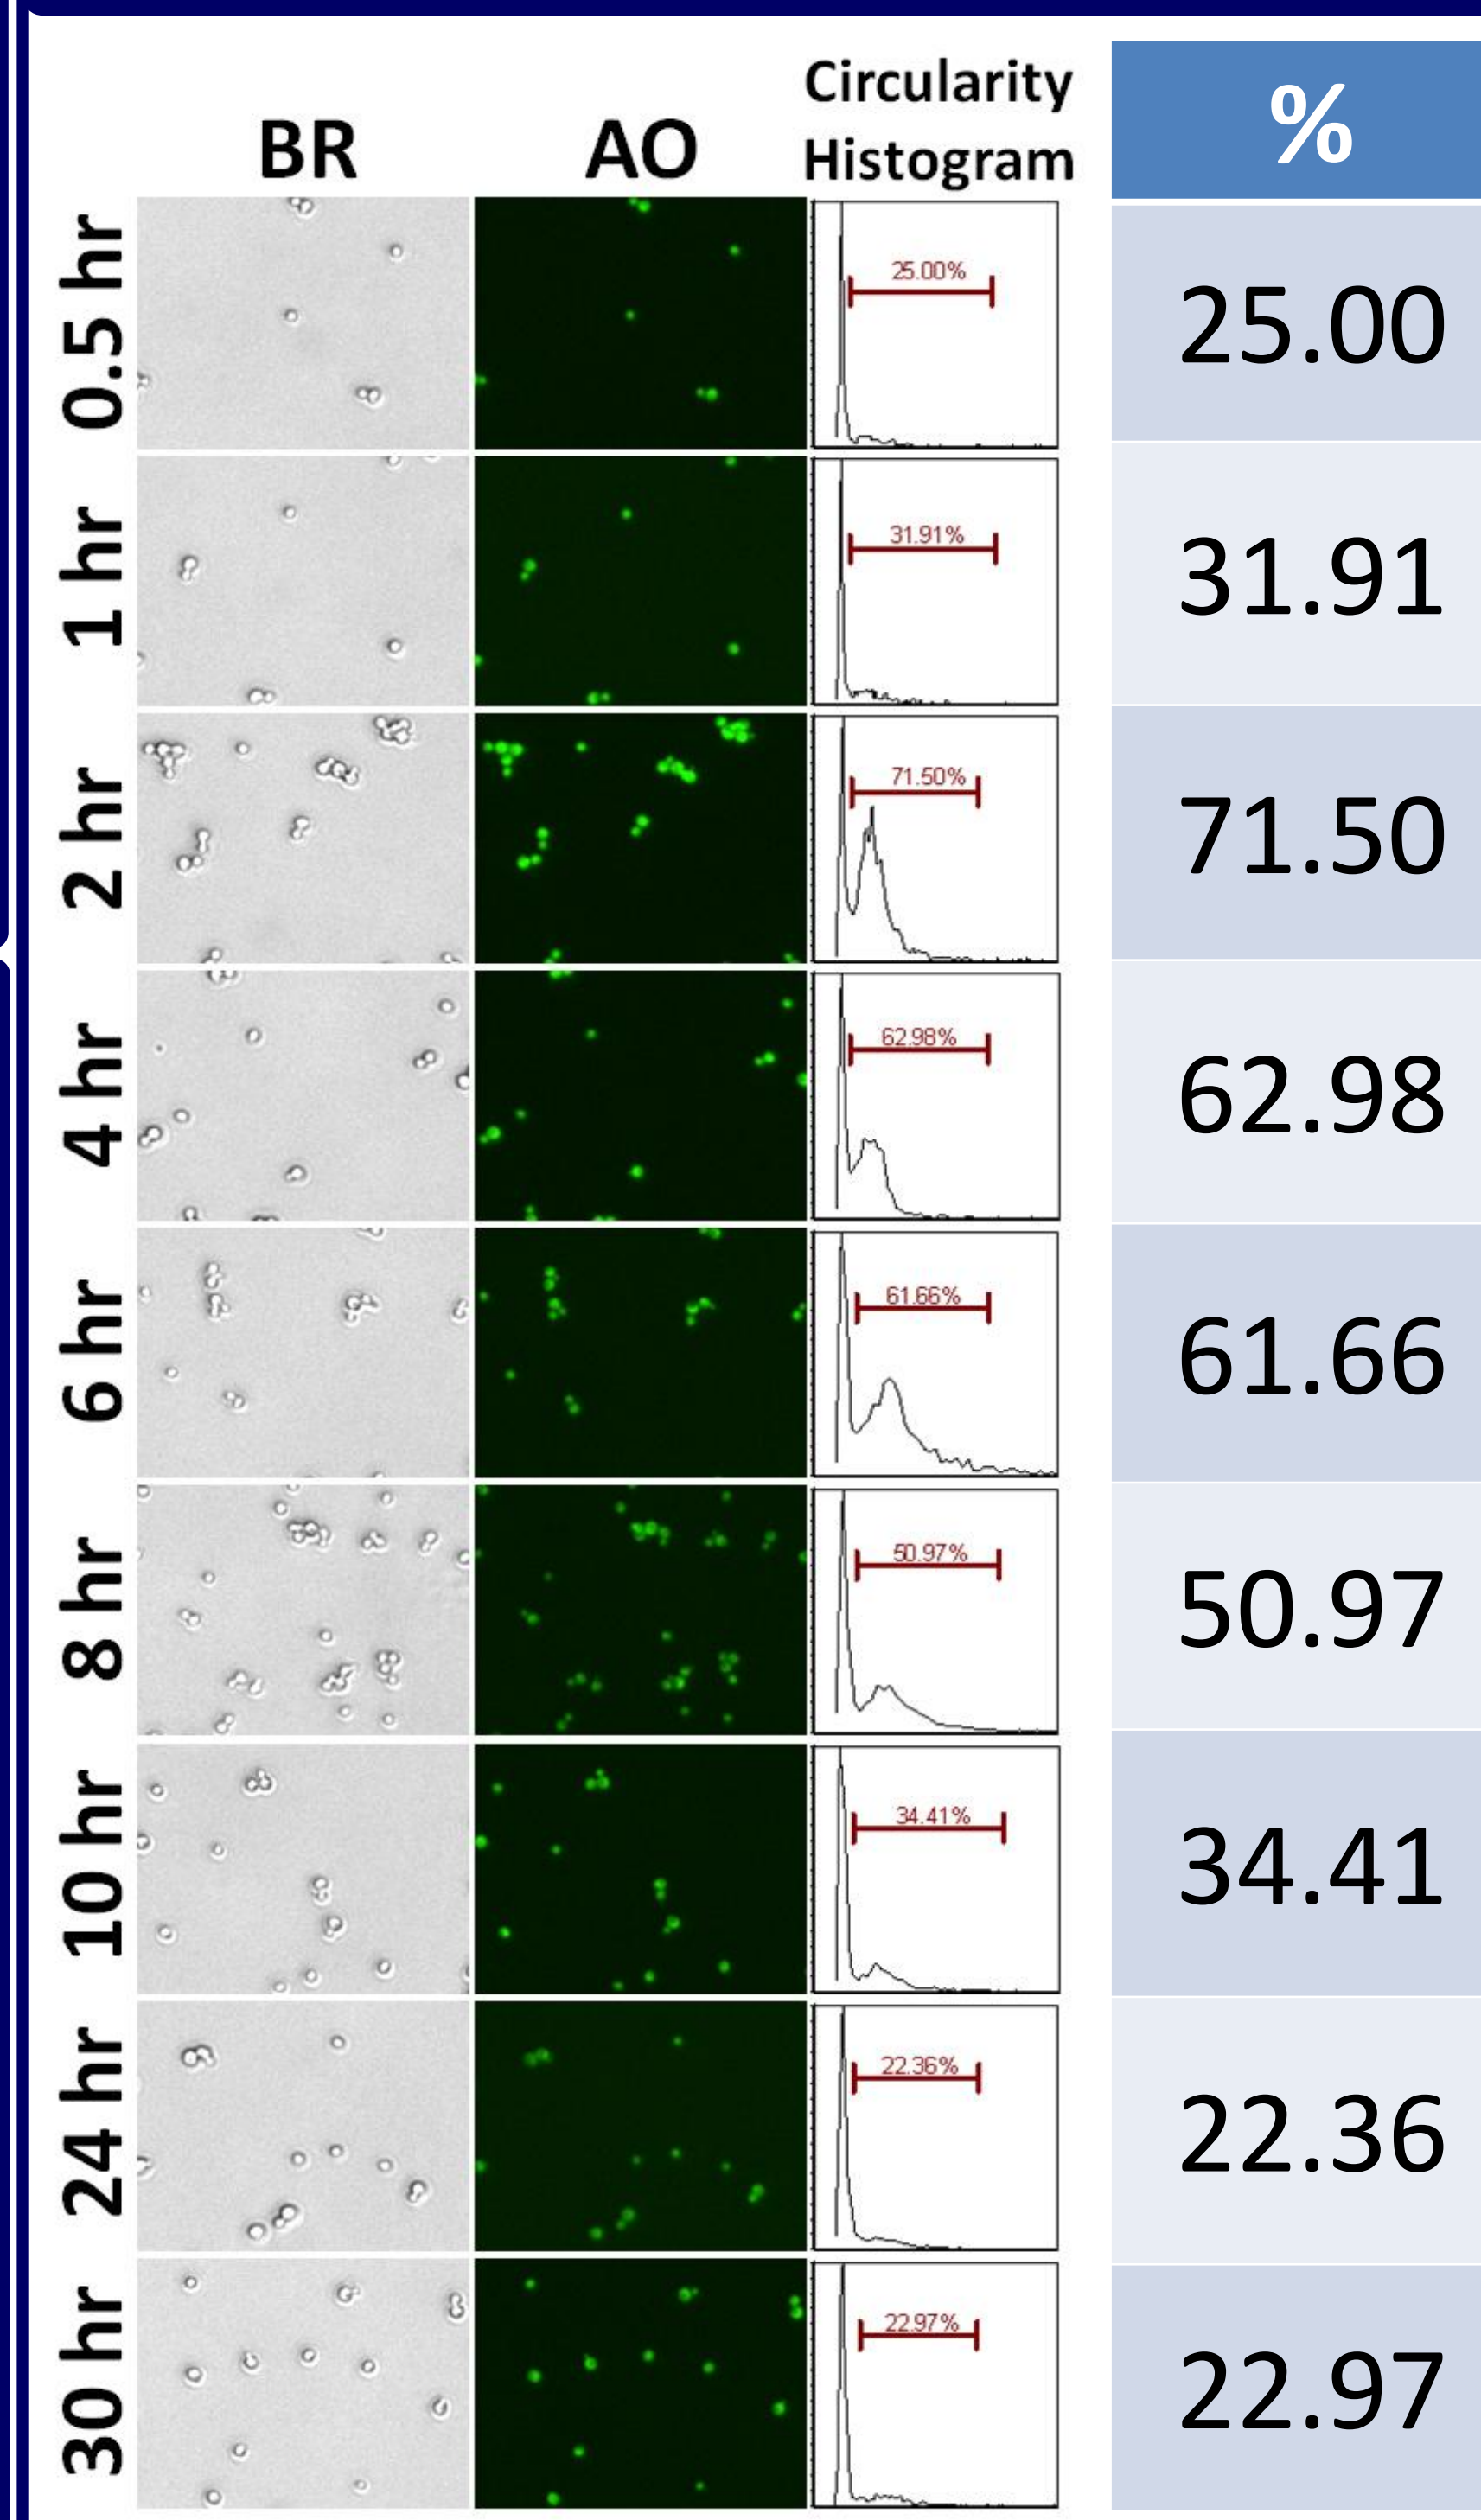 Circularity
BR AO Histogram %
0.5 hr 25.00% 25.00
1 hr 31.91% 31.91
2 hr 71.50% 71.50
4 hr 62.98% 62.98
6 hr 61.66% 61.66
8 hr 50.97% 50.97
10 hr 34.41% 34.41
24 hr 22.36% 22.36
30 hr 22.97% 22.97